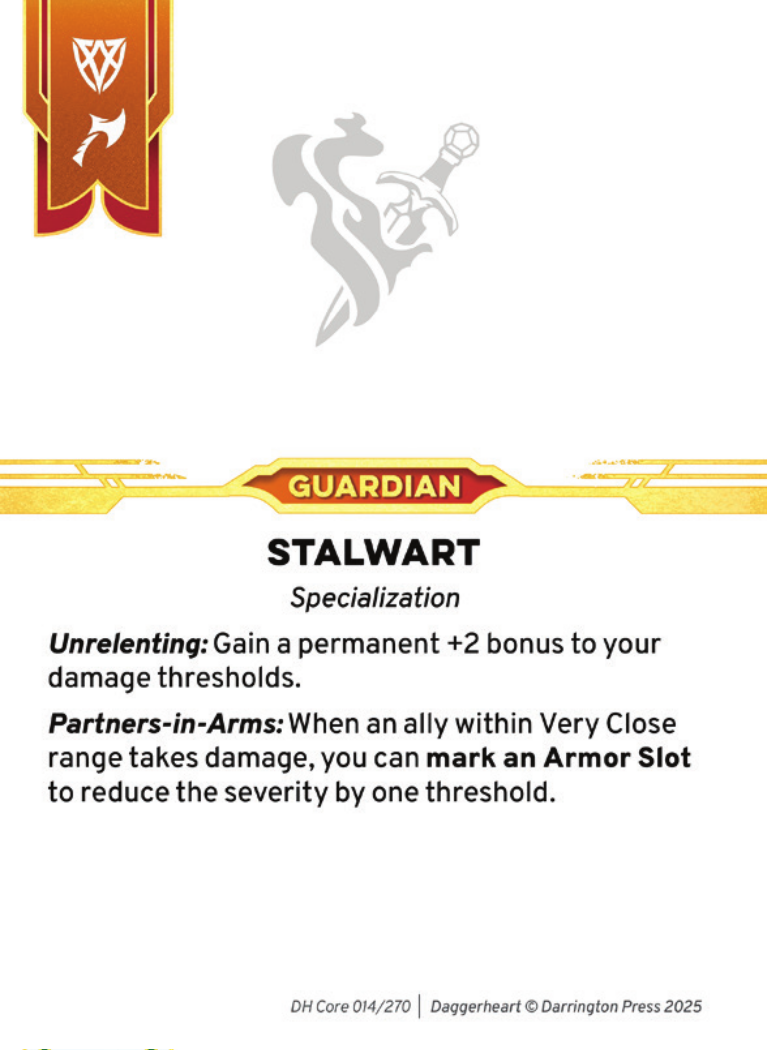 GUARDIAN
STALWART
Specialization
Unrelenting: Gain a permanent +2 bonus to your
damage thresholds.
Partners-in-Arms: When an ally within Very Close
range takes damage, you can mark an Armor Slot
to reduce the severity by one threshold.
DH Core 014/270 | Daggerheart © Darrington Press 2025